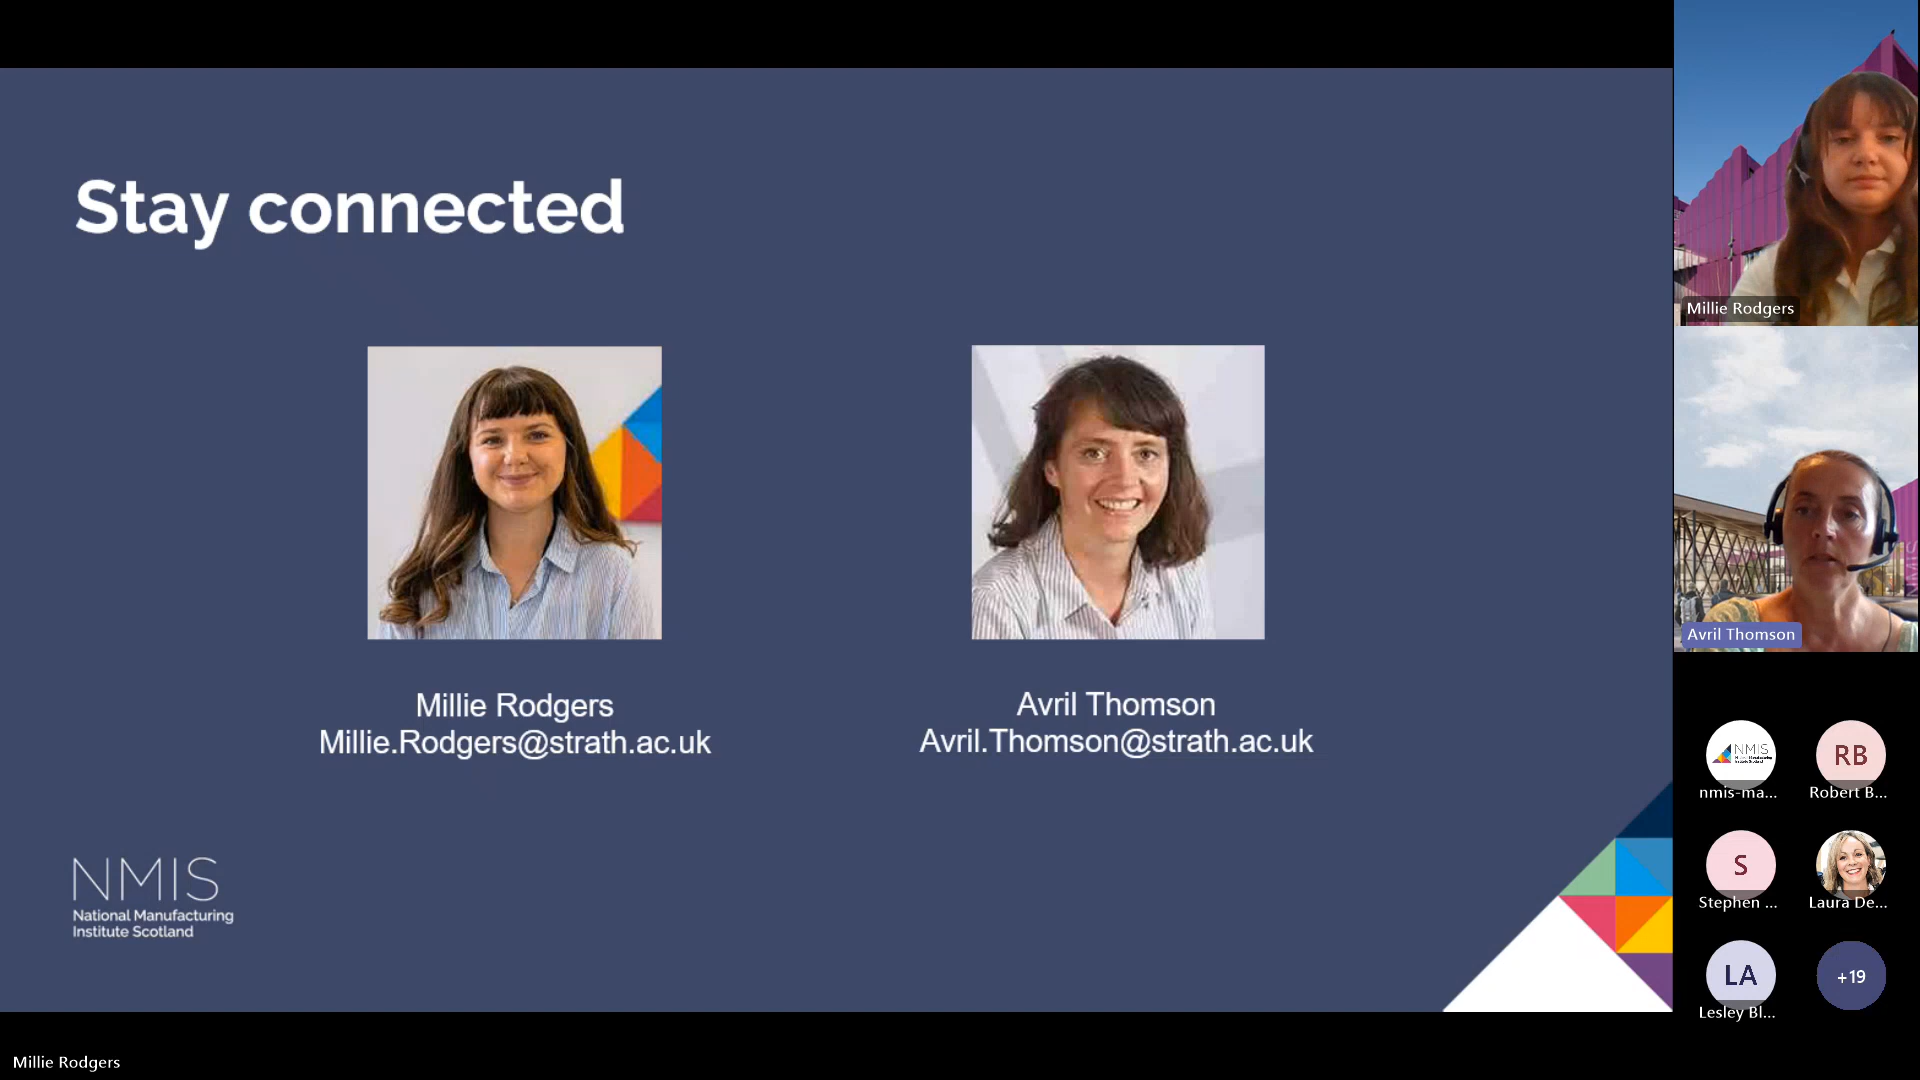 Stay connected
Millie Rodgers
Millie.Rodgers@strath.ac.uk
Avril Thomson
Avril.Thomson@strath.ac.uk
NMIS
National Manufacturing
Institute Scotland
Millie Rodgers
Avril Thomson
NMIS
nmis-ma...
RB
Robert B...
S
Stephen ...
Laura De...
LA
Lesley Bl...
+19
Millie Rodgers